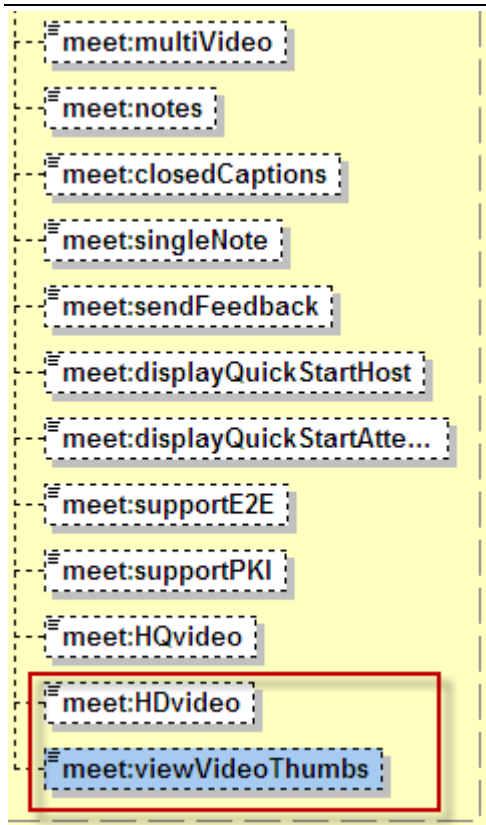 meet:multiVideo
meet:notes
meet:closedCaptions
meet:singleNote
meet:sendFeedback
meet:displayQuickStartHost
meet:displayQuickStartAtte...
meet:supportE2E
meet:supportPKI
meet:HQvideo
meet:HDvideo
meet:viewVideoThumbs